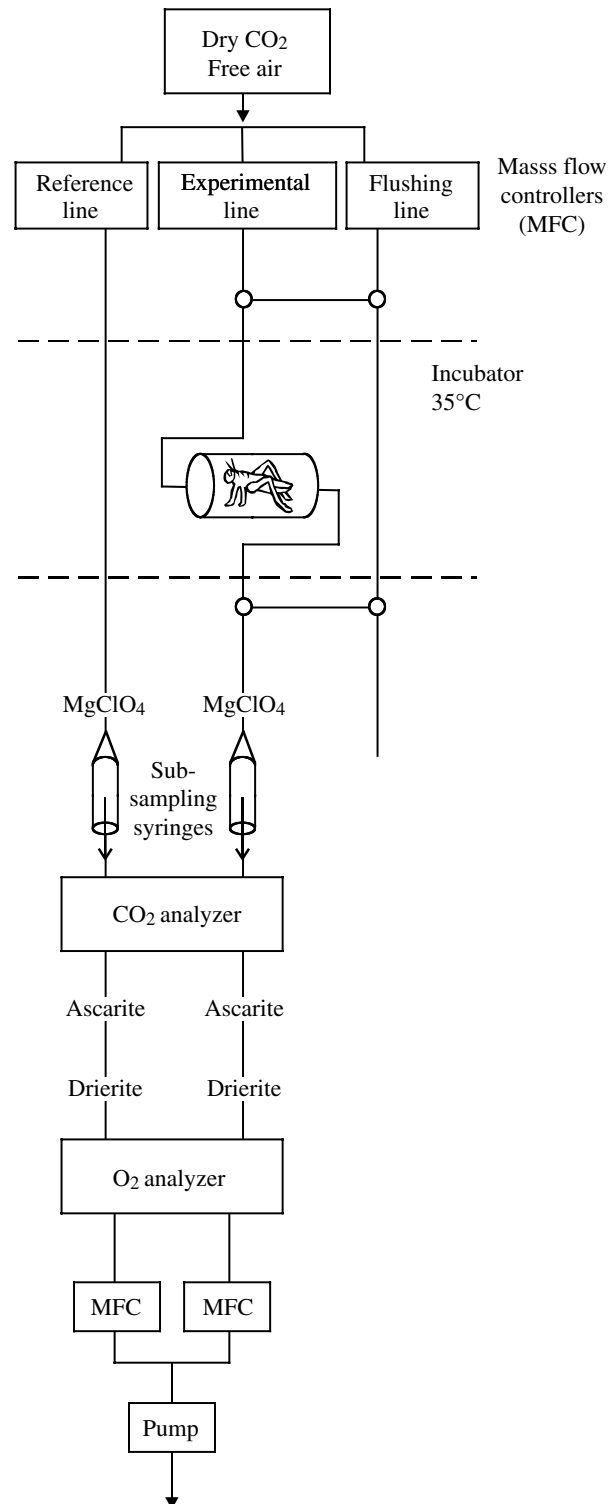 Dry CO2
Free air
Reference
line
Experimental
line
Flushing
line
Masss flow
controllers
(MFC)
Incubator
35°C
MgClO4
MgClO4
Sub-
sampling
syringes
CO2 analyzer
Ascarite
Ascarite
Drierite
Drierite
O2 analyzer
MFC
MFC
Pump